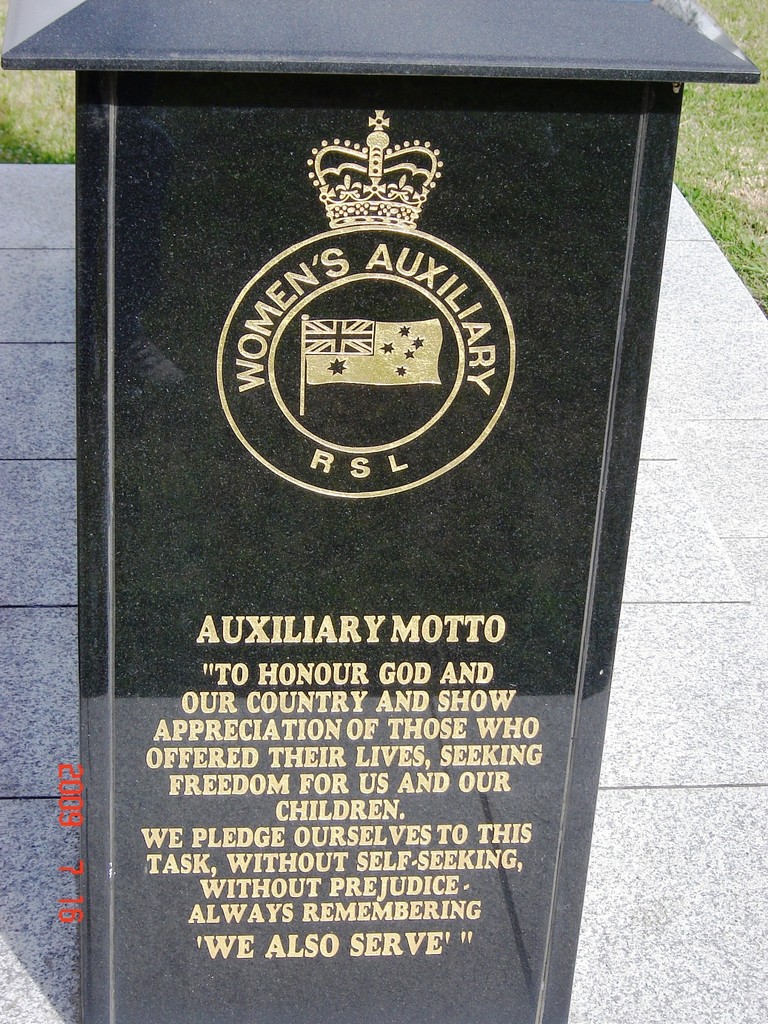 WOMEN'S AUXILIARY
RSL
AUXILIARY MOTTO
"TO HONOUR GOD AND
OUR COUNTRY AND SHOW
APPRECIATION OF THOSE WHO
OFFERED THEIR LIVES, SEEKING
FREEDOM FOR US AND OUR
CHILDREN.
WE PLEDGE OURSELVES TO THIS
TASK, WITHOUT SELF-SEEKING,
WITHOUT PREJUDICE -
ALWAYS REMEMBERING
'WE ALSO SERVE' "
2009 7 16